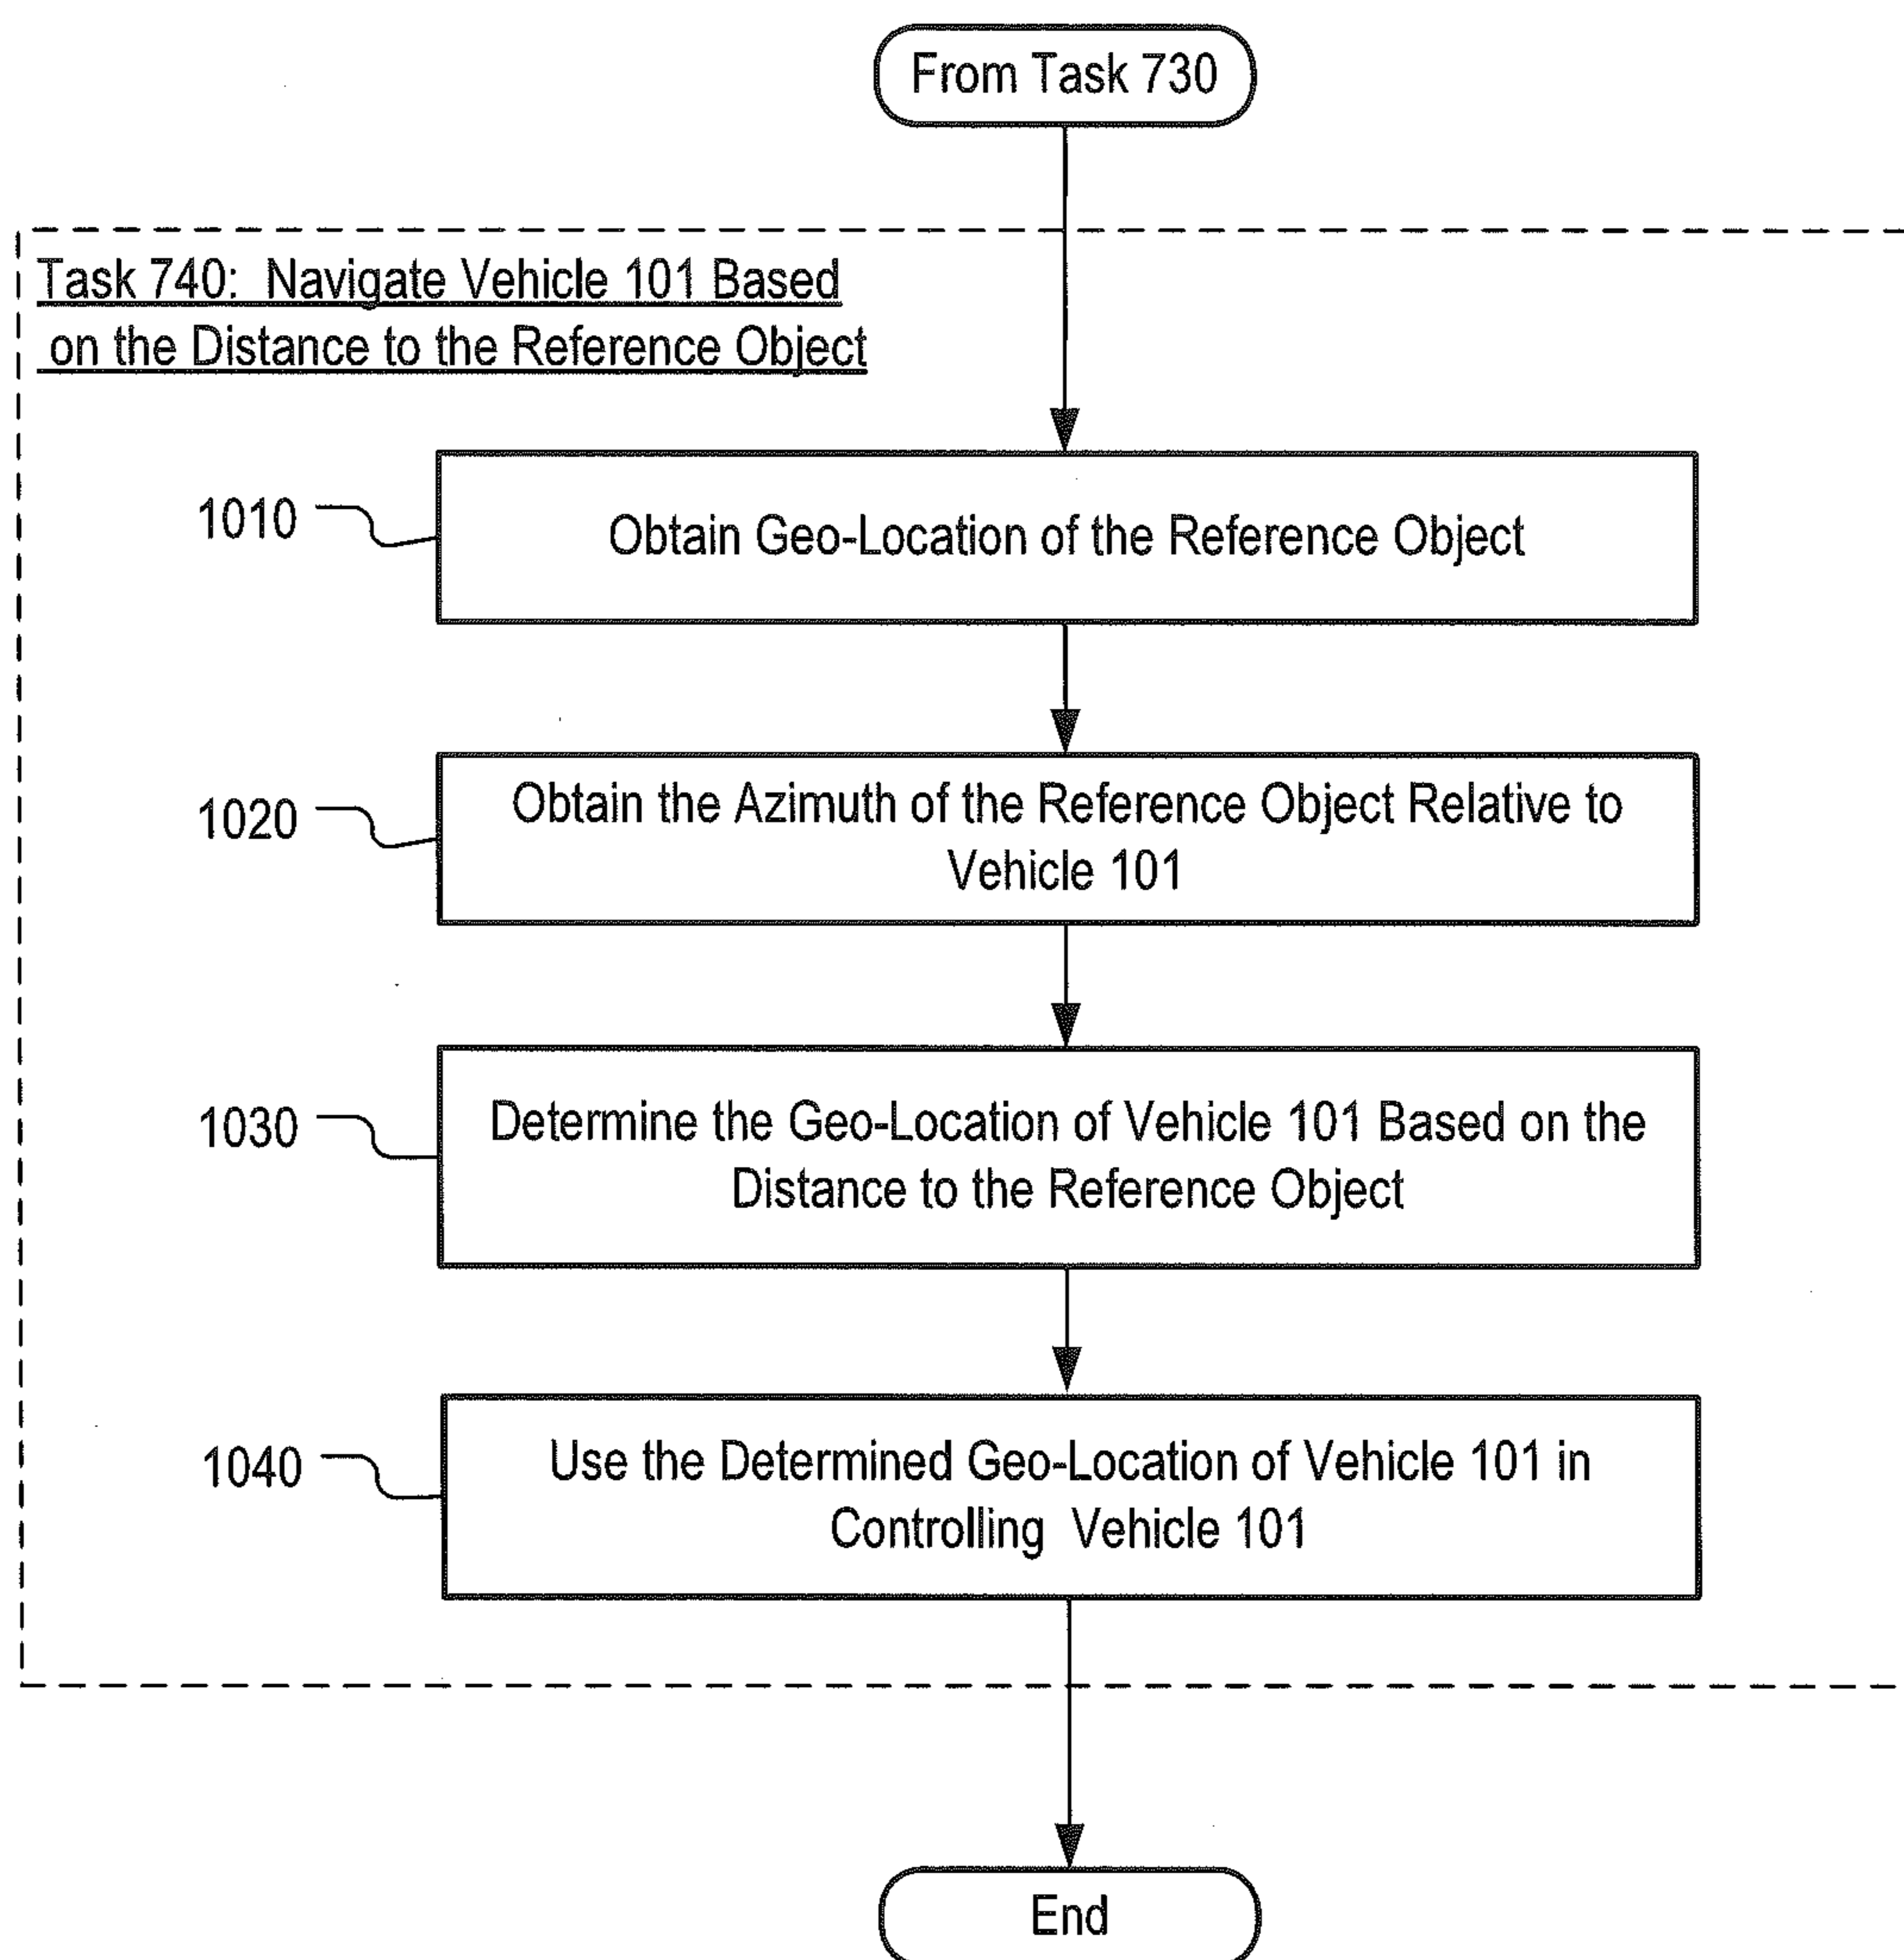 From Task 730
Task 740: Navigate Vehicle 101 Based
on the Distance to the Reference Object
1010
Obtain Geo-Location of the Reference Object
1020
Obtain the Azimuth of the Reference Object Relative to
Vehicle 101
1030
Determine the Geo-Location of Vehicle 101 Based on the
Distance to the Reference Object
1040
Use the Determined Geo-Location of Vehicle 101 in
Controlling Vehicle 101
End